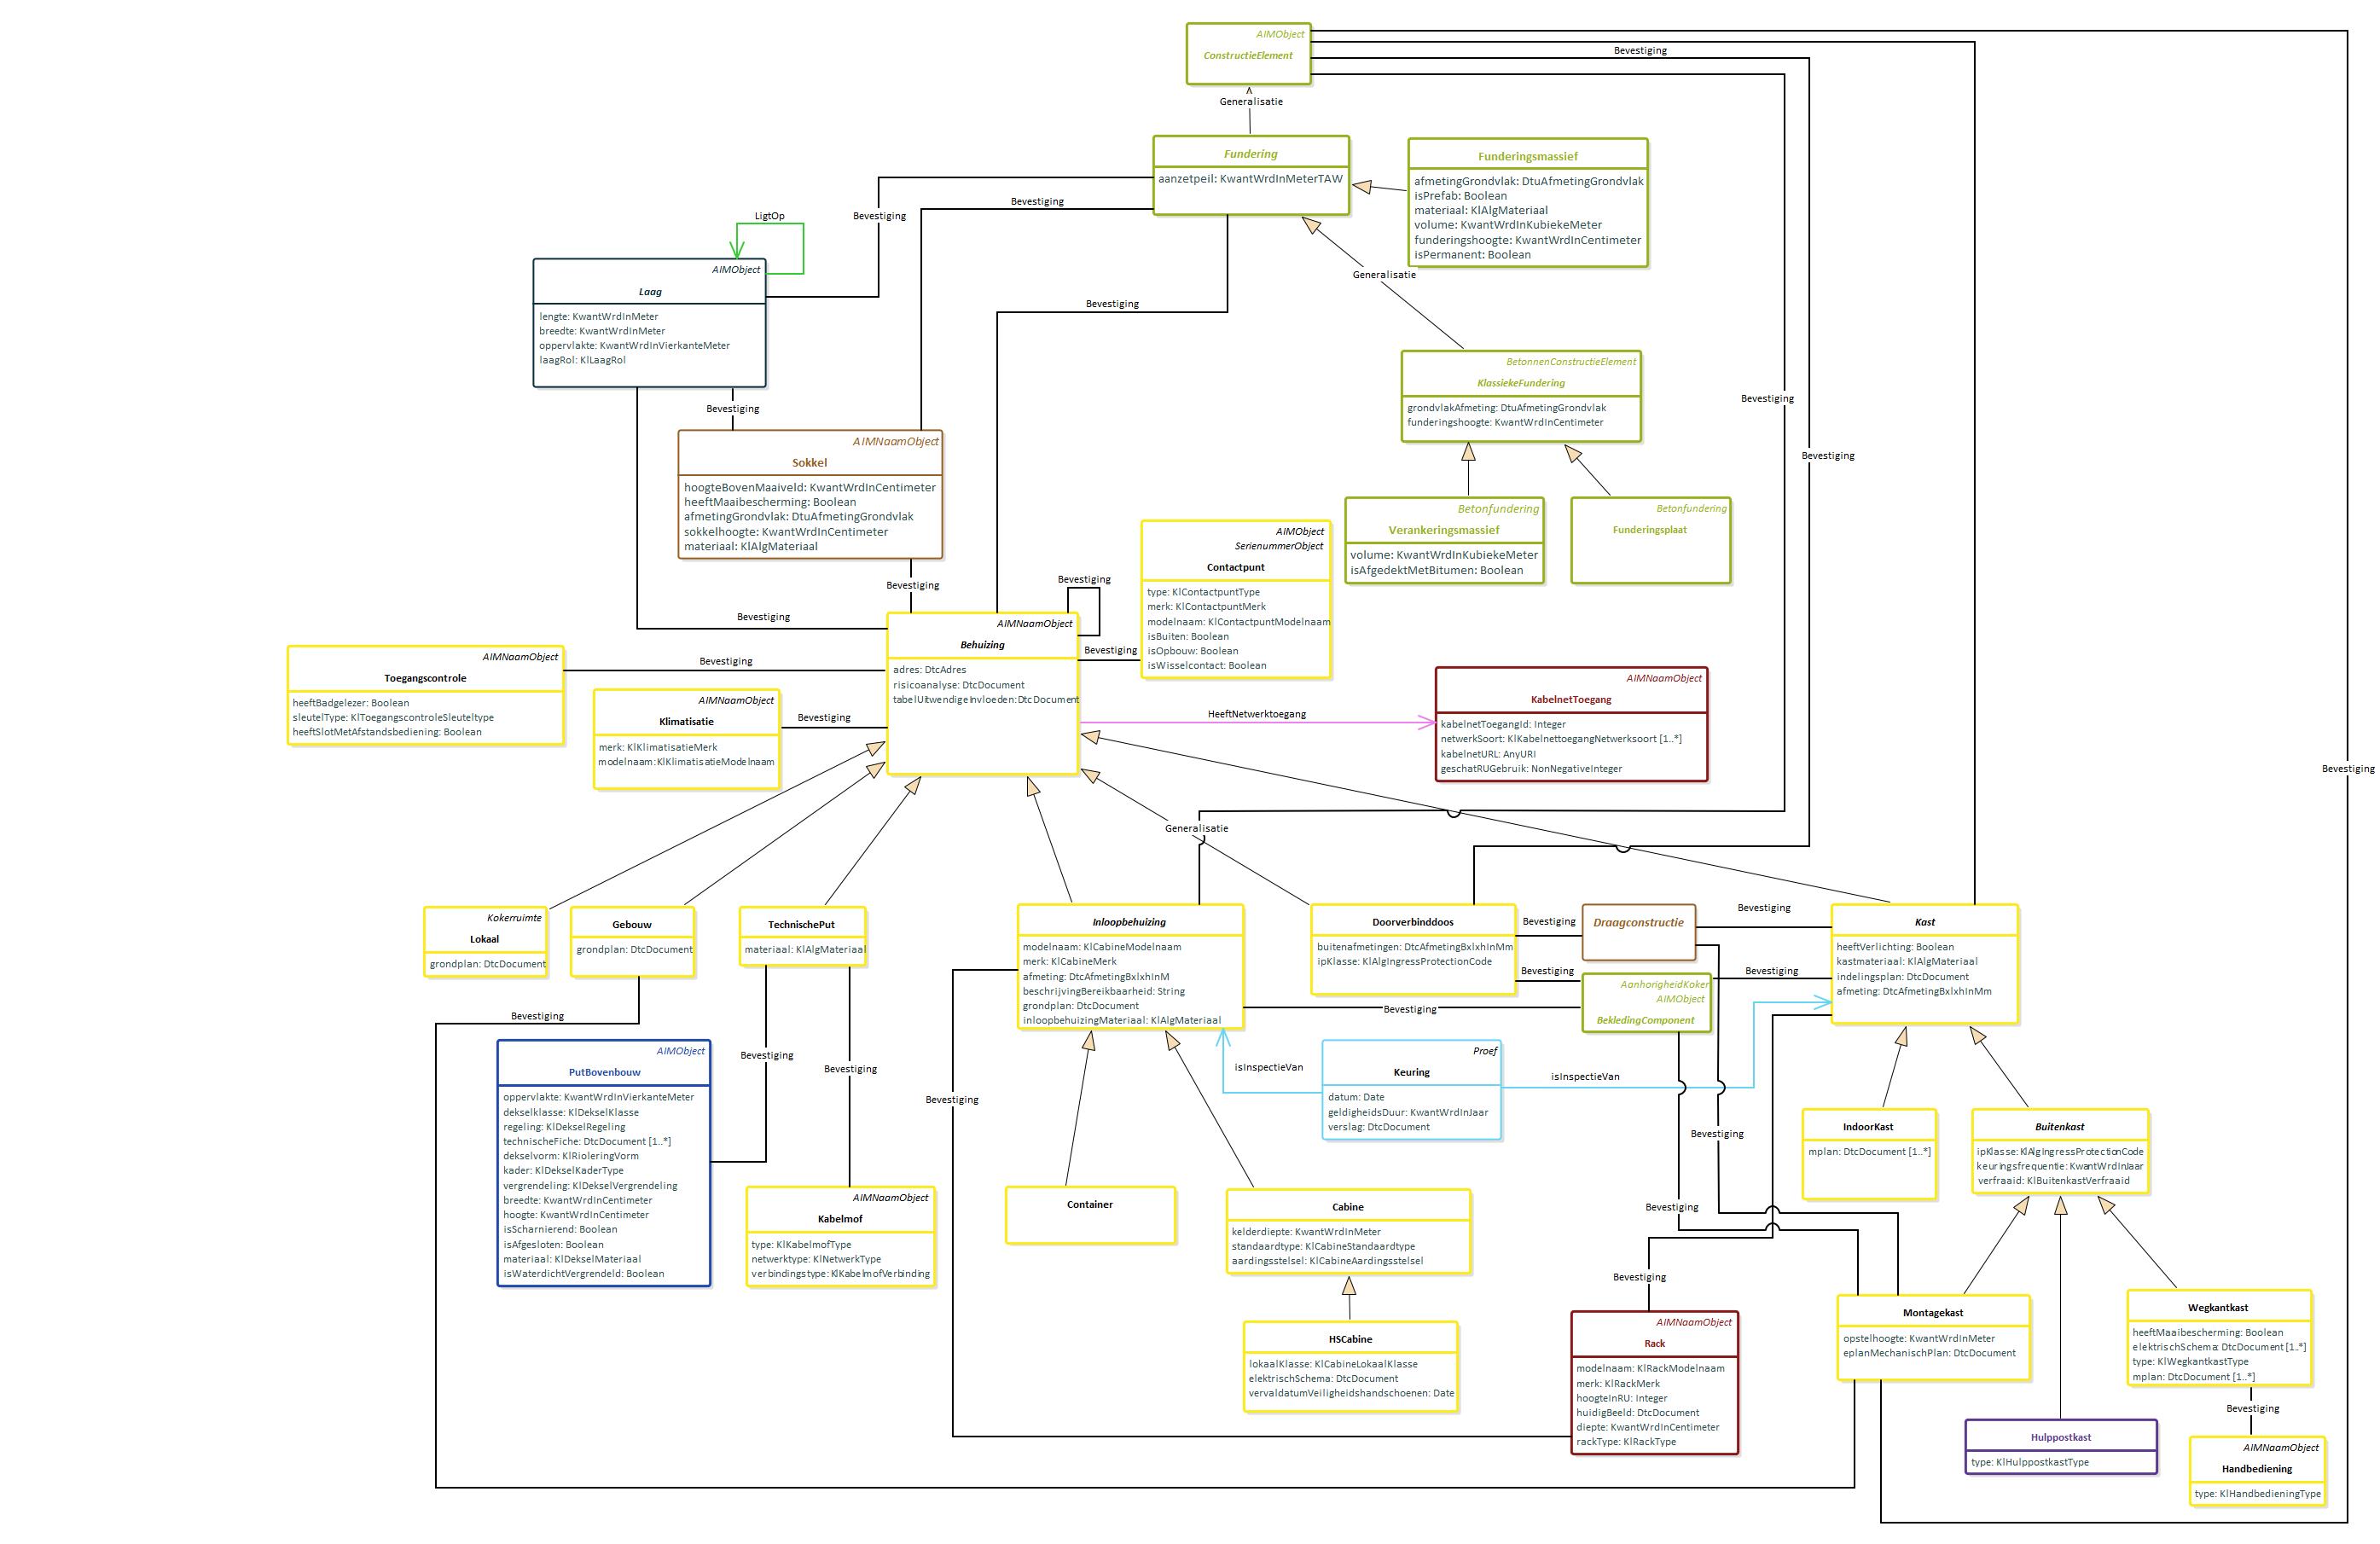 AIMObject
ConstructieElement
Bevestiging
Generalisatie
Fundering
aanzetpeil: KwantWrdInMeterTAW
Funderingsmassief
afmetingGrondvlak: DtuAfmetingGrondvlak
isPrefab: Boolean
materiaal: KlAlgMateriaal
volume: KwantWrdInKubiekeMeter
funderingshoogte: KwantWrdInCentimeter
isPermanent: Boolean
Bevestiging
Bevestiging
LigtOp
AIMObject
Laag
lengte: KwantWrdInMeter
breedte: KwantWrdInMeter
oppervlakte: KwantWrdInVierkanteMeter
laagRol: KlLaagRol
Generalisatie
Bevestiging
BetonnenConstructieElement
KlassiekeFundering
grondvlakAfmeting: DtuAfmetingGrondvlak
funderingshoogte: KwantWrdInCentimeter
Bevestiging
Bevestiging
Bevestiging
AIMNaamObject
Sokkel
hoogteBovenMaaiveld: KwantWrdInCentimeter
heeftMaaibescherming: Boolean
afmetingGrondvlak: DtuAfmetingGrondvlak
sokkelhoogte: KwantWrdInCentimeter
materiaal: KlAlgMateriaal
Betonfundering
Verankeringsmassief
volume: KwantWrdInKubiekeMeter
isAfgedektMetBitumen: Boolean
Betonfundering
Funderingsplaat
AIMObject
SerienummerObject
Contactpunt
type: KlContactpuntType
merk: KlContactpuntMerk
modelnaam: KlContactpuntModelnaam
isBuiten: Boolean
isOpbouw: Boolean
isWisselcontact: Boolean
Bevestiging
Bevestiging
Bevestiging
Bevestiging
AIMNaamObject
Behuizing
adres: DtcAdres
risicoanalyse: DtcDocument
tabelUitwendigeInvloeden: DtcDocument
AIMNaamObject
Toegangscontrole
heeftBadgelezer: Boolean
sleutelType: KlToegangscontroleSleuteltype
heeftSlotMetAfstandsbediening: Boolean
Bevestiging
AIMNaamObject
Klimatisatie
merk: KlKlimatisatieMerk
modelnaam: KlKlimatisatieModelnaam
Bevestiging
HeeftNetwerktoegang
AIMNaamObject
KabelnetToegang
kabelnetToegangId: Integer
netwerkSoort: KlKabelnettoegangNetwerksoort [1..*]
kabelnetURL: AnyURI
geschatRUGebruik: NonNegativeInteger
Bevestiging
Generalisatie
Kokerruimte
Lokaal
grondplan: DtcDocument
Gebouw
grondplan: DtcDocument
TechnischePut
materiaal: KlAlgMateriaal
Inloopbehuizing
modelnaam: KlCabineModelnaam
merk: KlCabineMerk
afmeting: DtcAfmetingBxlxhInM
beschrijvingBereikbaarheid: String
grondplan: DtcDocument
inloopbehuizingMateriaal: KlAlgMateriaal
Doorverbinddoos
buitenafmetingen: DtcAfmetingBxlxhInMm
ipKlasse: KlAlgIngressProtectionCode
Bevestiging
Bevestiging
Draagconstructie
AanhorigheidKoker
AIMObject
BekledingComponent
Bevestiging
Bevestiging
Bevestiging
Kast
heeftVerlichting: Boolean
kastmateriaal: KlAlgMateriaal
indelingsplan: DtcDocument
afmeting: DtcAfmetingBxlxhInMm
Bevestiging
AIMObject
PutBovenbouw
oppervlakte: KwantWrdInVierkanteMeter
dekselklasse: KlDekselKlasse
regeling: KlDekselRegeling
technischeFiche: DtcDocument [1..*]
dekselvorm: KlRioleringVorm
kader: KlDekselKaderType
vergrendeling: KlDekselVergrendeling
breedte: KwantWrdInCentimeter
hoogte: KwantWrdInCentimeter
isScharnierend: Boolean
isAfgesloten: Boolean
materiaal: KlDekselMateriaal
isWaterdichtVergrendeld: Boolean
Bevestiging
Bevestiging
Bevestiging
isInspectieVan
Proef
Keuring
datum: Date
geldigheidsDuur: KwantWrdInJaar
verslag: DtcDocument
isInspectieVan
Bevestiging
IndoorKast
mplan: DtcDocument [1..*]
Buitenkast
ipKlasse: KlAlgIngressProtectionCode
keuringsfrequentie: KwantWrdInJaar
verfraaid: KlBuitenkastVerfraaid
AIMNaamObject
Kabelmof
type: KlKabelmofType
netwerktype: KlNetwerkType
verbindingstype: KlKabelmofVerbinding
Container
Cabine
kelderdiepte: KwantWrdInMeter
standaardtype: KlCabineStandaardtype
aardingsstelsel: KlCabineAardingsstelsel
Bevestiging
Bevestiging
HSCabine
lokaalKlasse: KlCabineLokaalKlasse
elektrischSchema: DtcDocument
vervaldatumVeiligheidshandschoenen: Date
AIMNaamObject
Rack
modelnaam: KlRackModelnaam
merk: KlRackMerk
hoogteInRU: Integer
huidigBeeld: DtcDocument
diepte: KwantWrdInCentimeter
rackType: KlRackType
Montagekast
opstelhoogte: KwantWrdInMeter
eplanMechanischPlan: DtcDocument
Wegkantkast
heeftMaaibescherming: Boolean
elektrischSchema: DtcDocument [1..*]
type: KlWegkantkastType
mplan: DtcDocument [1..*]
Bevestiging
Hulppostkast
type: KlHulppostkastType
AIMNaamObject
Handbediening
type: KlHandbedieningType